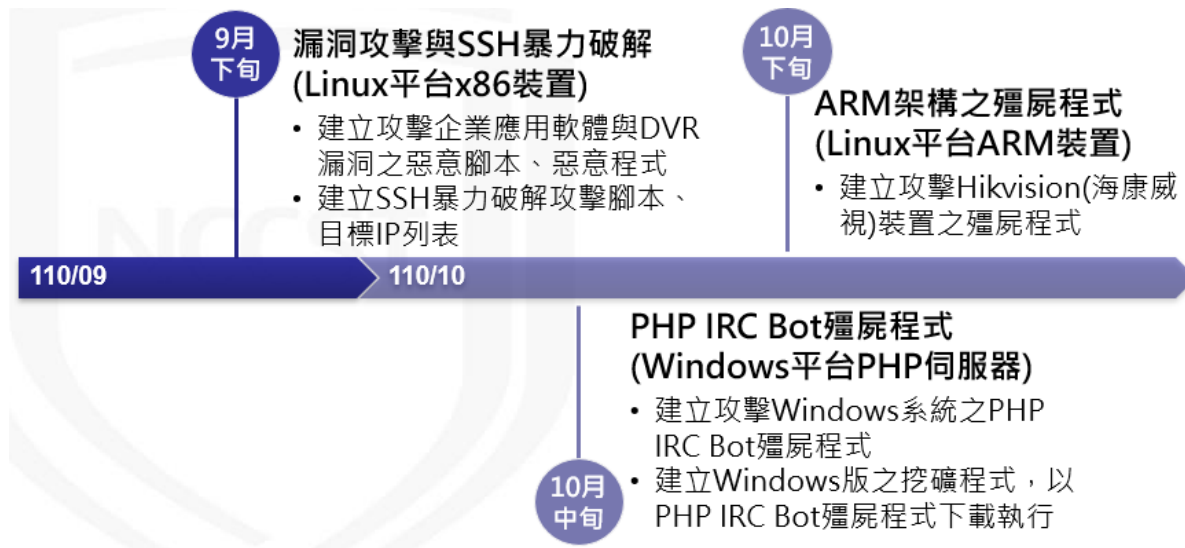 9月
下旬
漏洞攻擊與SSH暴力破解
(Linux平台x86裝置)
• 建立攻擊企業應用軟體與DVR
漏洞之惡意腳本、惡意程式
• 建立SSH暴力破解攻擊腳本、
目標IP列表
10月
下旬
ARM架構之殭屍程式
(Linux平台ARM裝置)
• 建立攻擊Hikvision(海康威
視)裝置之殭屍程式
110/09
110/10
10月
中旬
PHP IRC Bot殭屍程式
(Windows平台PHP伺服器)
• 建立攻擊Windows系統之PHP
IRC Bot殭屍程式
• 建立Windows版之挖礦程式，以
PHP IRC Bot殭屍程式下載執行